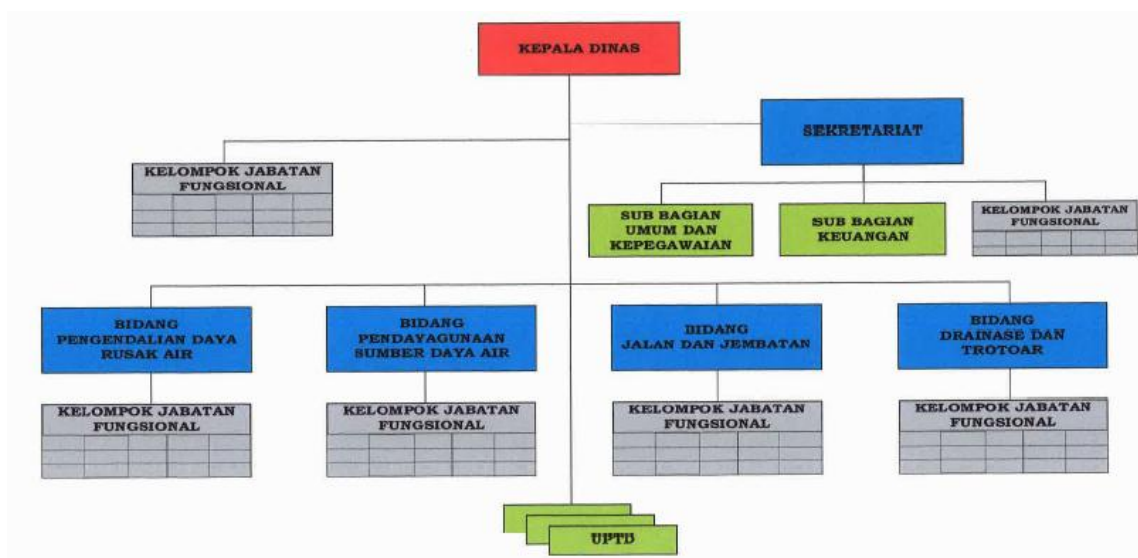 KEPALA DINAS
SEKRETARIAT
KELOMPOK JABATAN
FUNGSIONAL
SUB BAGIAN
UMUM DAN
KEPEGAWAIAN
SUB BAGIAN
KEUANGAN
KELOMPOK JABATAN
FUNGSIONAL
BIDANG
PENGENDALIAN DAYA
RUSAK AIR
BIDANG
PENDAYAGUNAAN
SUMBER DAYA AIR
BIDANG
JALAN DAN JEMBATAN
BIDANG
DRAINASE DAN
TROTOAR
KELOMPOK JABATAN
FUNGSIONAL
KELOMPOK JABATAN
FUNGSIONAL
KELOMPOK JABATAN
FUNGSIONAL
KELOMPOK JABATAN
FUNGSIONAL
UPTD